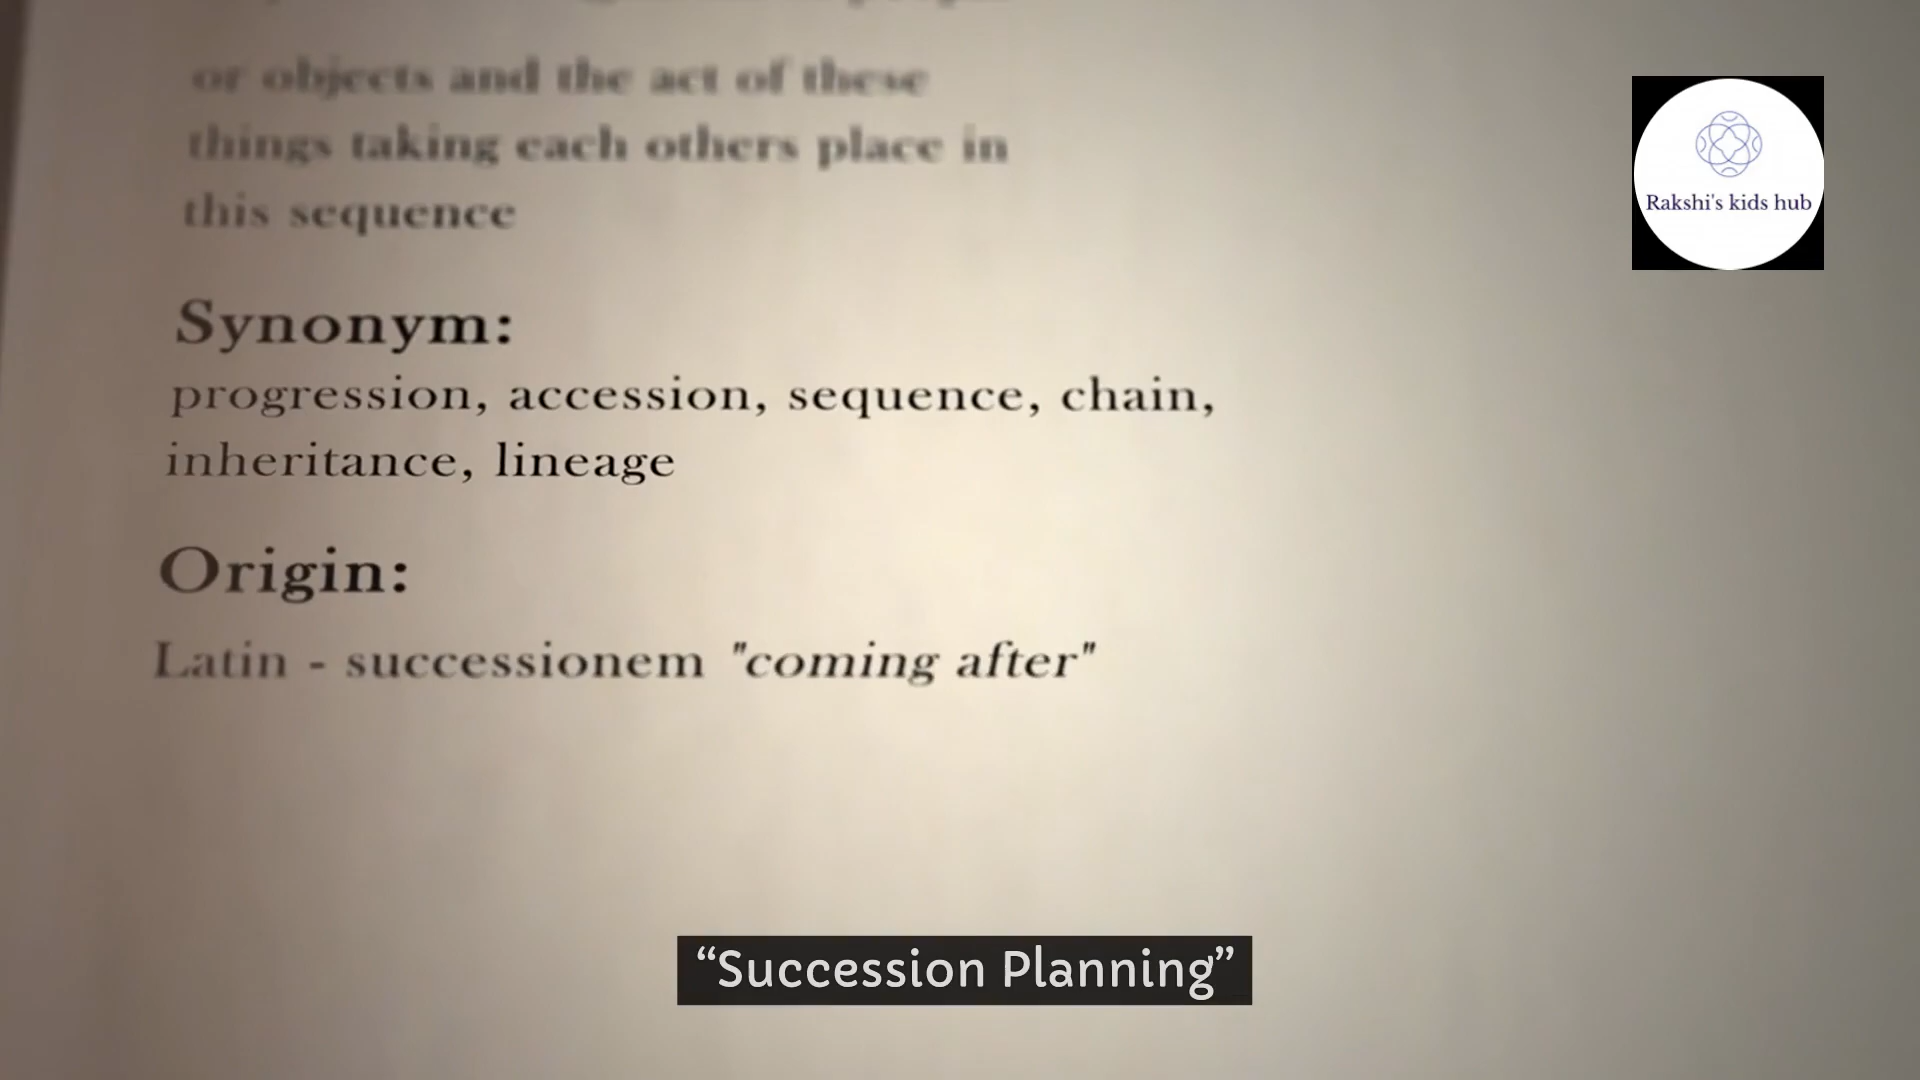 or objects and the act of these
things taking each others place in
this sequence
Synonym:
progression, accession, sequence, chain,
inheritance, lineage
Origin:
Latin - successionem "coming after"
Rakshi's kids hub
“Succession Planning”